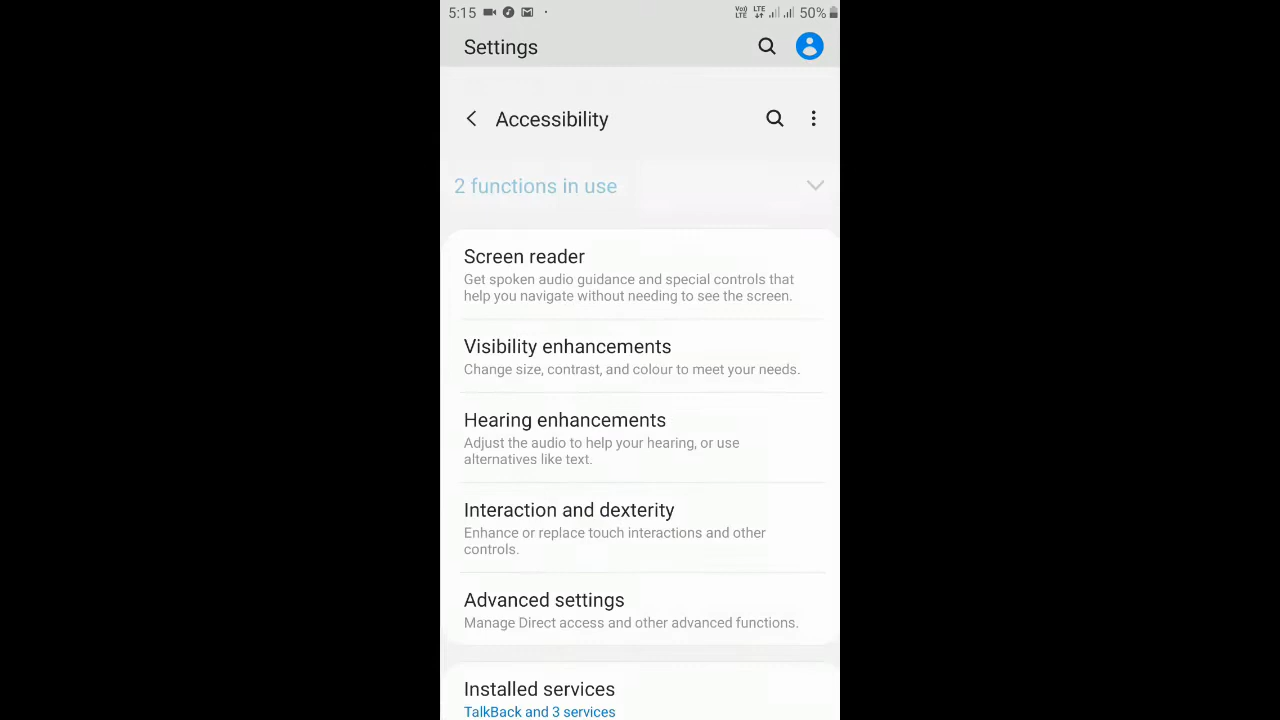 5:15
Vo) LTE LTE 50%
Settings
Accessibility
2 functions in use
Screen reader
Get spoken audio guidance and special controls that
help you navigate without needing to see the screen.
Visibility enhancements
Change size, contrast, and colour to meet your needs.
Hearing enhancements
Adjust the audio to help your hearing, or use
alternatives like text.
Interaction and dexterity
Enhance or replace touch interactions and other
controls.
Advanced settings
Manage Direct access and other advanced functions.
Installed services
TalkBack and 3 services